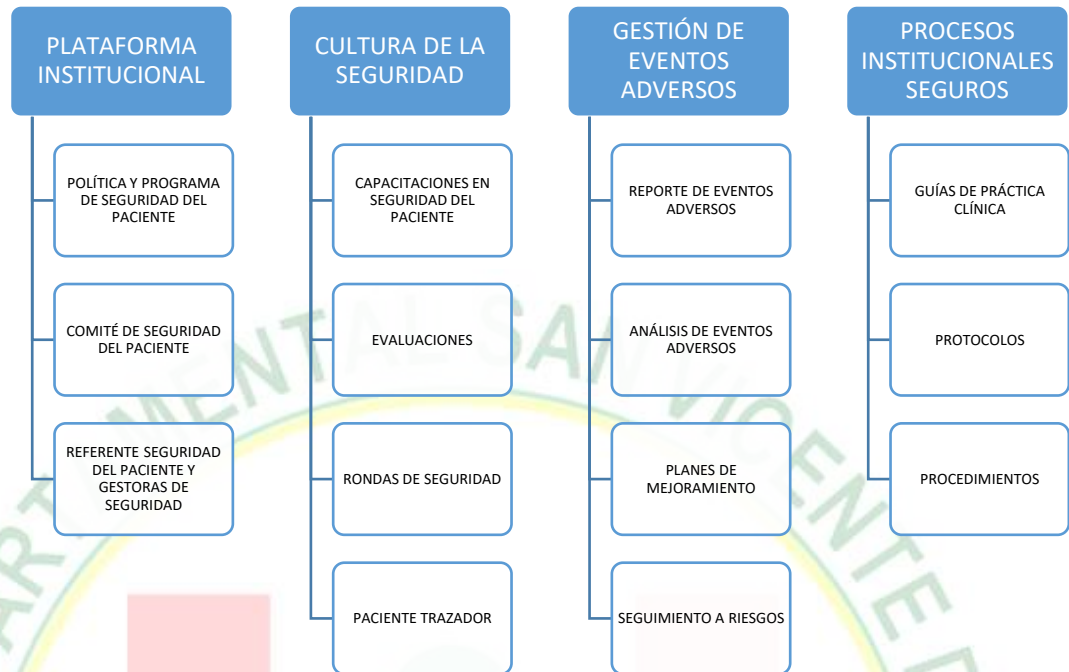 PLATAFORMA
INSTITUCIONAL
POLÍTICA Y PROGRAMA
DE SEGURIDAD DEL
PACIENTE
COMITÉ DE SEGURIDAD
DEL PACIENTE
REFERENTE SEGURIDAD
DEL PACIENTE Y
GESTORAS DE
SEGURIDAD
CULTURA DE LA
SEGURIDAD
CAPACITACIONES EN
SEGURIDAD DEL
PACIENTE
EVALUACIONES
RONDAS DE SEGURIDAD
PACIENTE TRAZADOR
GESTIÓN DE
EVENTOS
ADVERSOS
REPORTE DE EVENTOS
ADVERSOS
ANÁLISIS DE EVENTOS
ADVERSOS
PLANES DE
MEJORAMIENTO
SEGUIMIENTO A RIESGOS
PROCESOS
INSTITUCIONALES
SEGUROS
GUÍAS DE PRÁCTICA
CLÍNICA
PROTOCOLOS
PROCEDIMIENTOS
SAN VICENTE